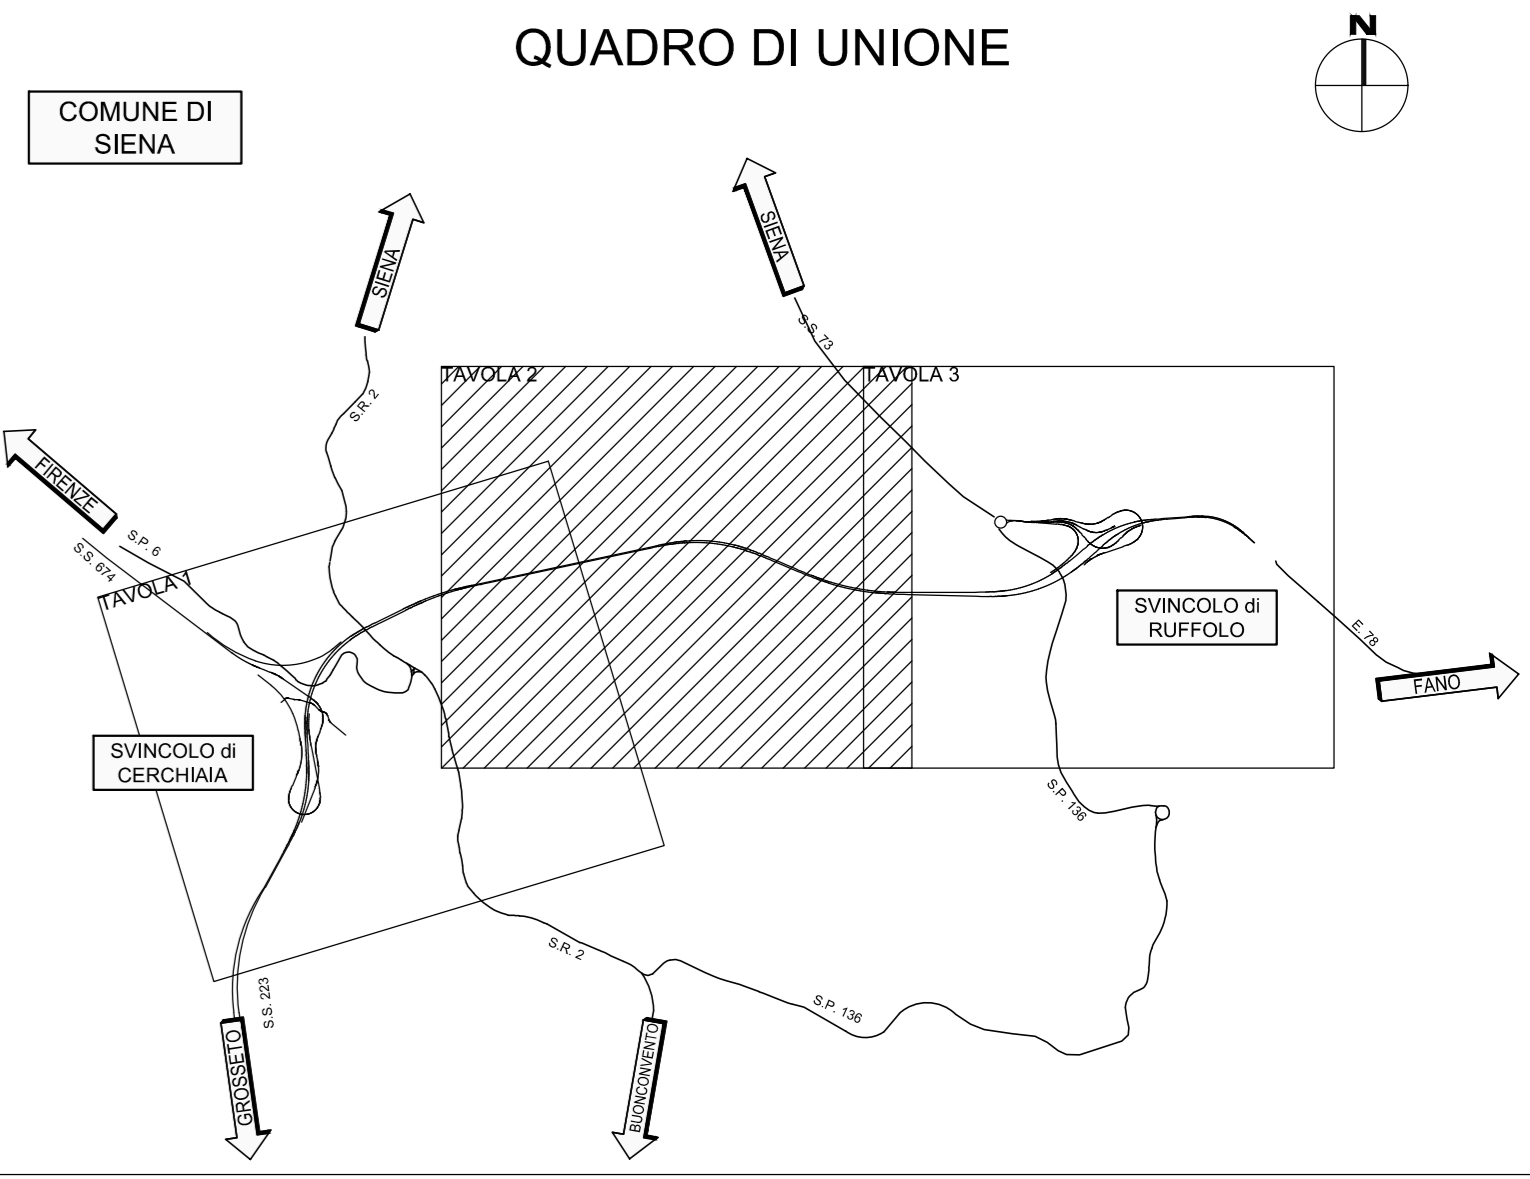 QUADRO DI UNIONE
N
COMUNE DI
SIENA
SIENA
SIENA
S.S. 73
TAVOLA 2
TAVOLA 3
S.R. 2
FIRENZE
S.P. 6
S.S. 674
TAVOLA 1
SVINCOLO di
RUFFOLO
E. 78
FANO
SVINCOLO di
CERCHIAIA
S.P. 136
S.R. 2
S.S. 223
S.P. 136
GROSSETO
BUONCONVENTO